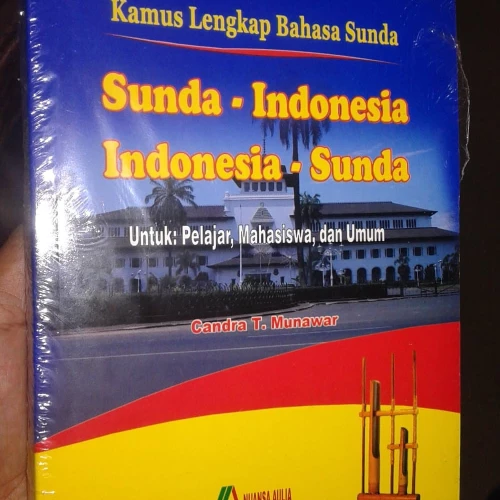 Kamus Lengkap Bahasa Sunda
Sunda - Indonesia
Indonesia - Sunda
Untuk: Pelajar, Mahasiswa, dan Umum
Candra T. Munawar
NUANSA AULIA